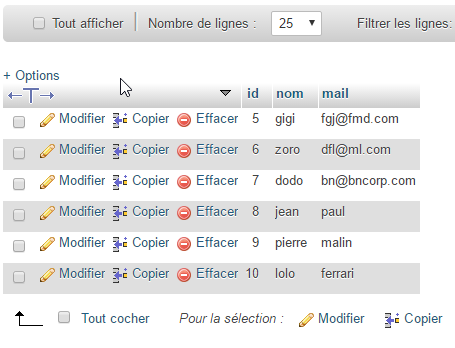 Tout afficher Nombre de lignes : 25 Filtrer les lignes:
+ Options
id nom mail
Modifier Copier Effacer 5 gigi fgj@fmd.com
Modifier Copier Effacer 6 zoro dfl@ml.com
Modifier Copier Effacer 7 dodo bn@bncorp.com
Modifier Copier Effacer 8 jean paul
Modifier Copier Effacer 9 pierre malin
Modifier Copier Effacer 10 lolo ferrari
Tout cocher Pour la sélection : Modifier Copier